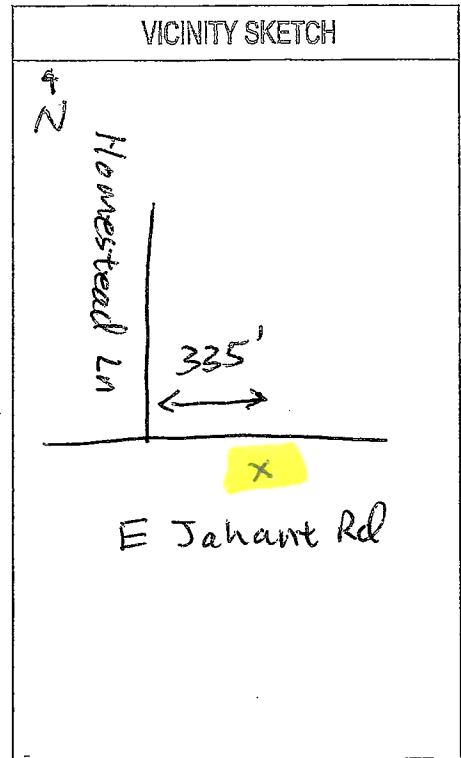 VICINITY SKETCH
N
Homestead Ln
335'
X
E Jahant Rd